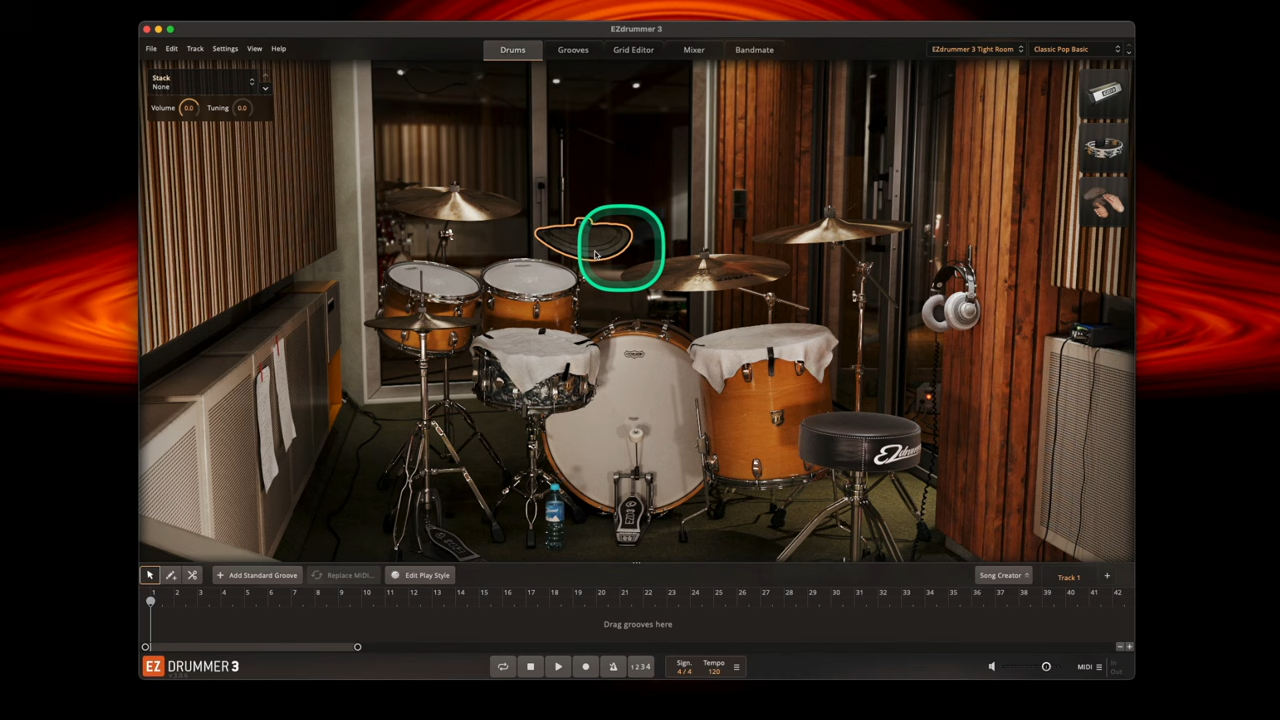 EZdrummer 3
File Edit Track Settings View Help
Drums Grooves Grid Editor Mixer Bandmate
EZdrummer 3 Tight Room Classic Pop Basic
Stack
None
Volume 0.0 Tuning 0.0
EZdrum
Add Standard Groove Replace MIDI... Edit Play Style
Song Creator Track 1 +
1 2 3 4 5 6 7 8 9 10 11 12 13 14 15 16 17 18 19 20 21 22 23 24 25 26 27 28 29 30 31 32 33 34 35 36 37 38 39 40 41 42
Drag grooves here
EZ DRUMMER 3
1 2 3 4
Sign. Tempo
4 / 4 120
MIDI In
Out